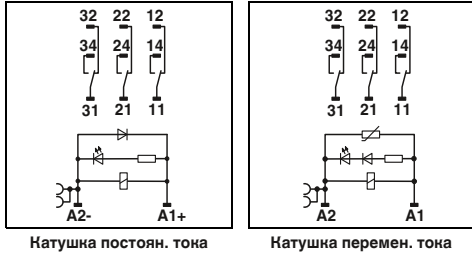 32 22 12 32 22 12
34 24 14 34 24 14
31 21 11 31 21 11
A2- A1+ A2 A1
Катушка постоян. тока Катушка перемен. тока